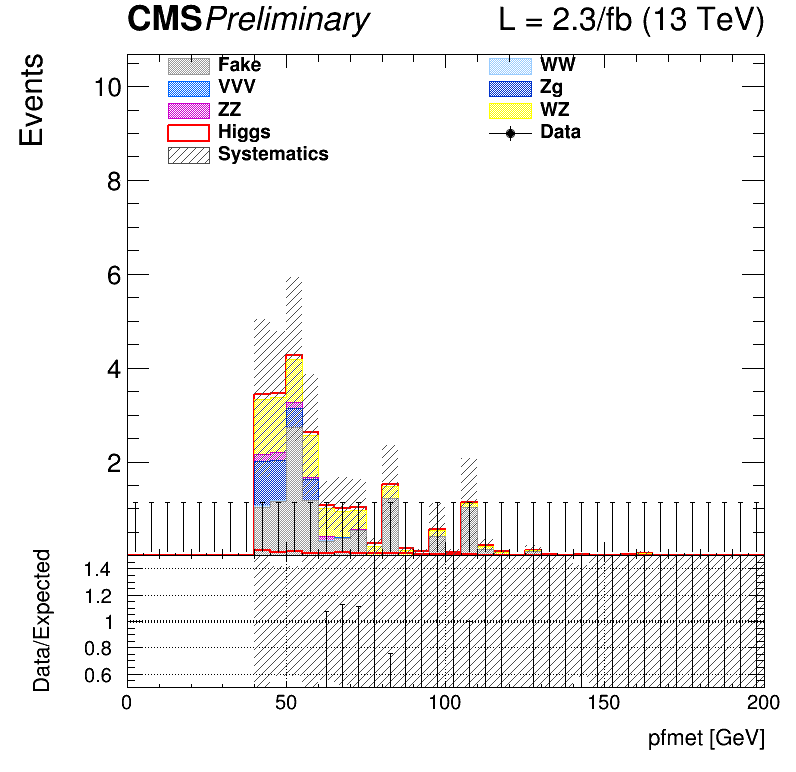 CMS Preliminary L = 2.3/fb (13 TeV)
Events
10
8
6
4
2
Fake WW
VVV Zg
ZZ WZ
Higgs Data
Systematics
Data/Expected
1.4
1.2
1
0.8
0.6
0 50 100 150 200
pfmet [GeV]